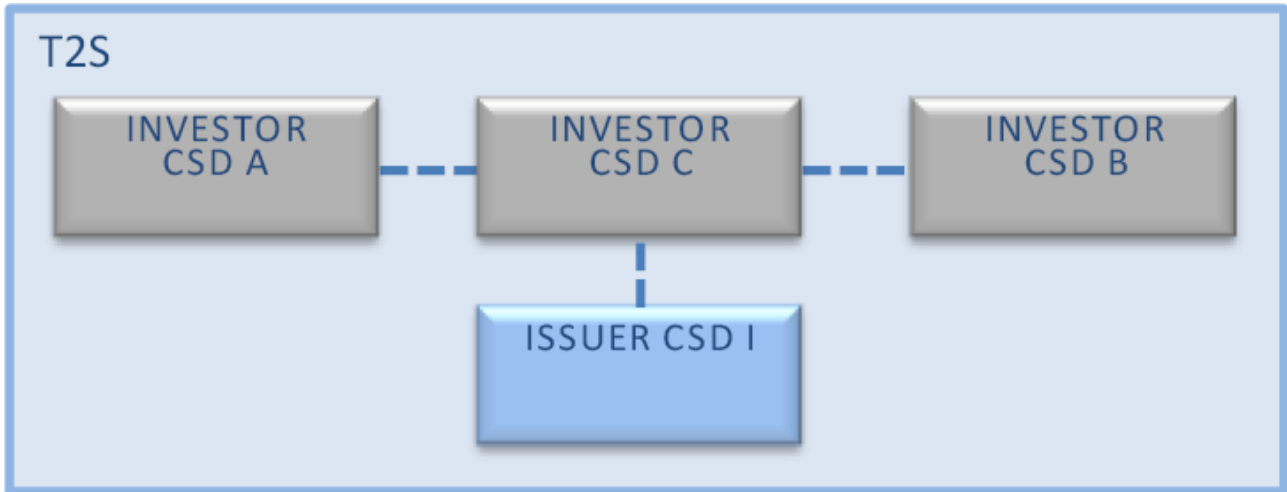 T2S
INVESTOR
CSD A
INVESTOR
CSD C
INVESTOR
CSD B
ISSUER CSD I